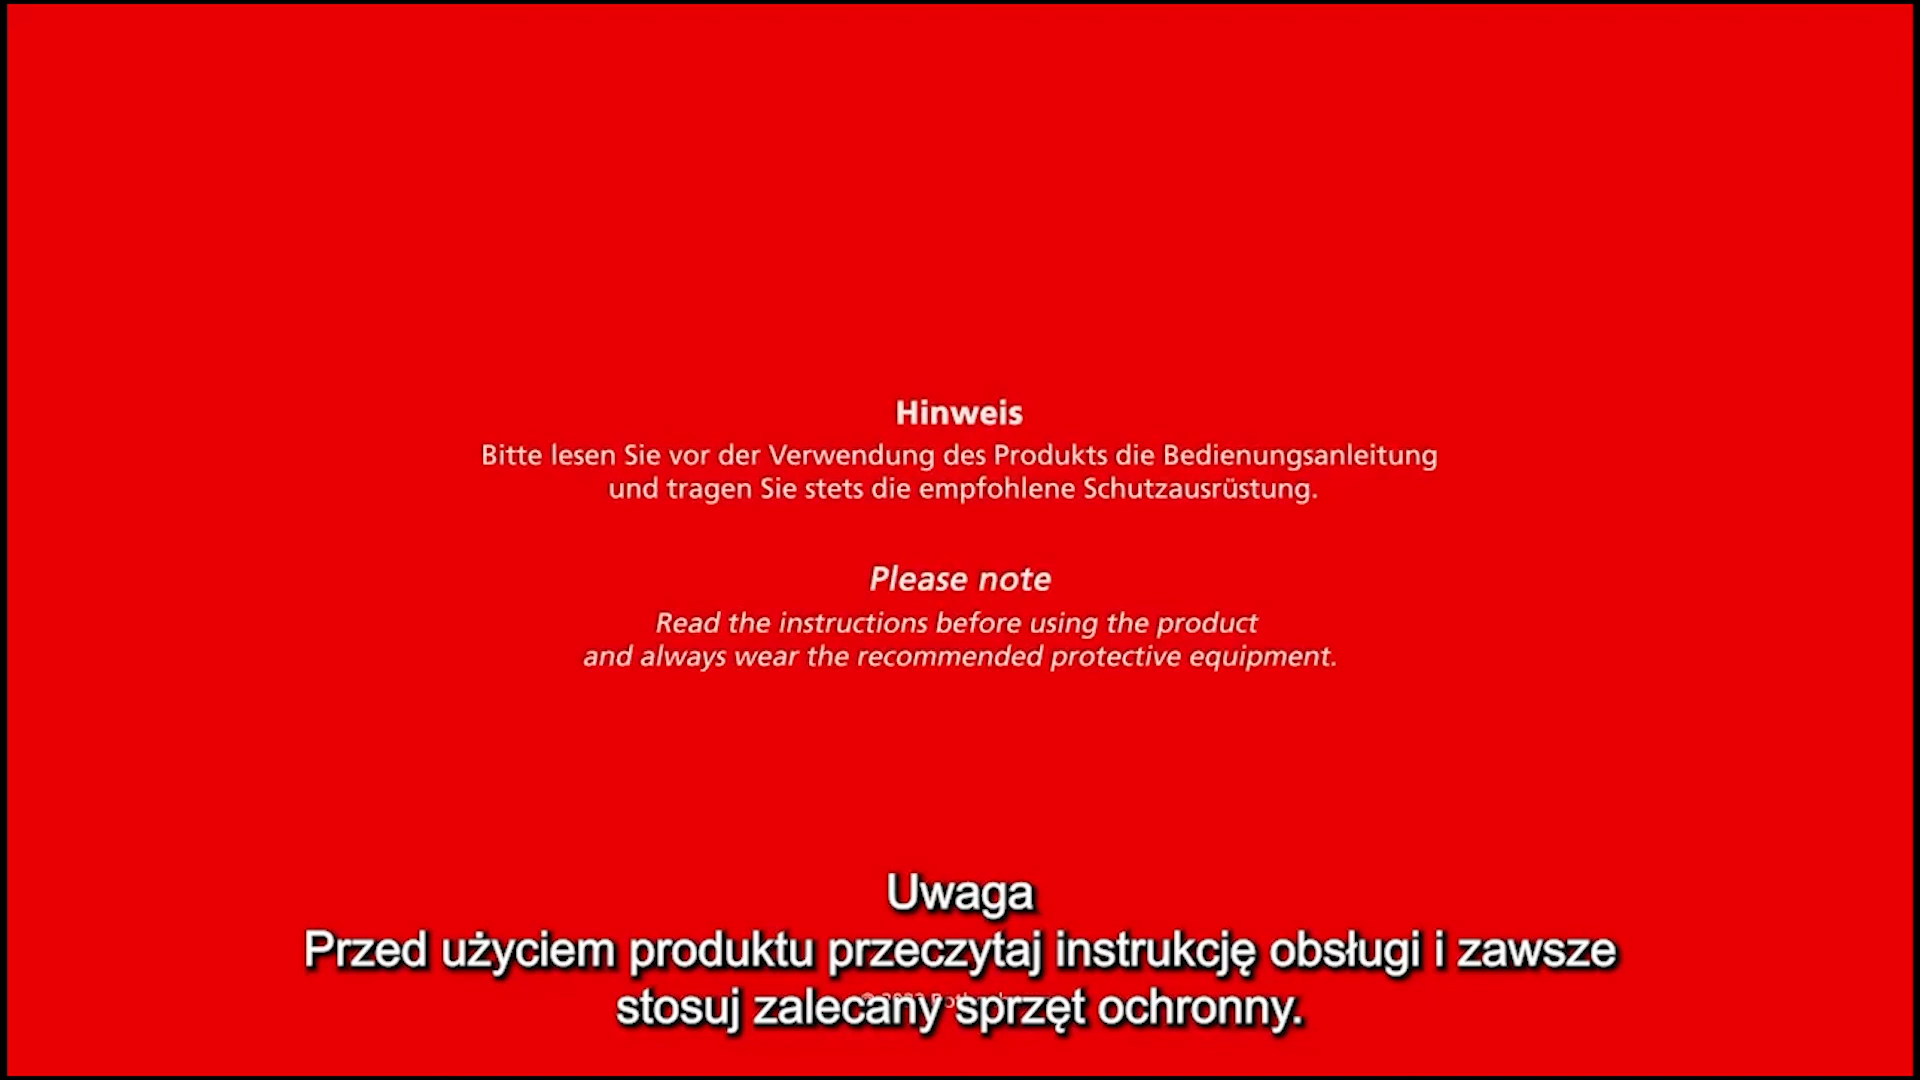 Hinweis
Bitte lesen Sie vor der Verwendung des Produkts die Bedienungsanleitung
und tragen Sie stets die empfohlene Schutzausrüstung.
Please note
Read the instructions before using the product
and always wear the recommended protective equipment.
Uwaga
Przed użyciem produktu przeczytaj instrukcję obsługi i zawsze
stosuj zalecany sprzęt ochronny.